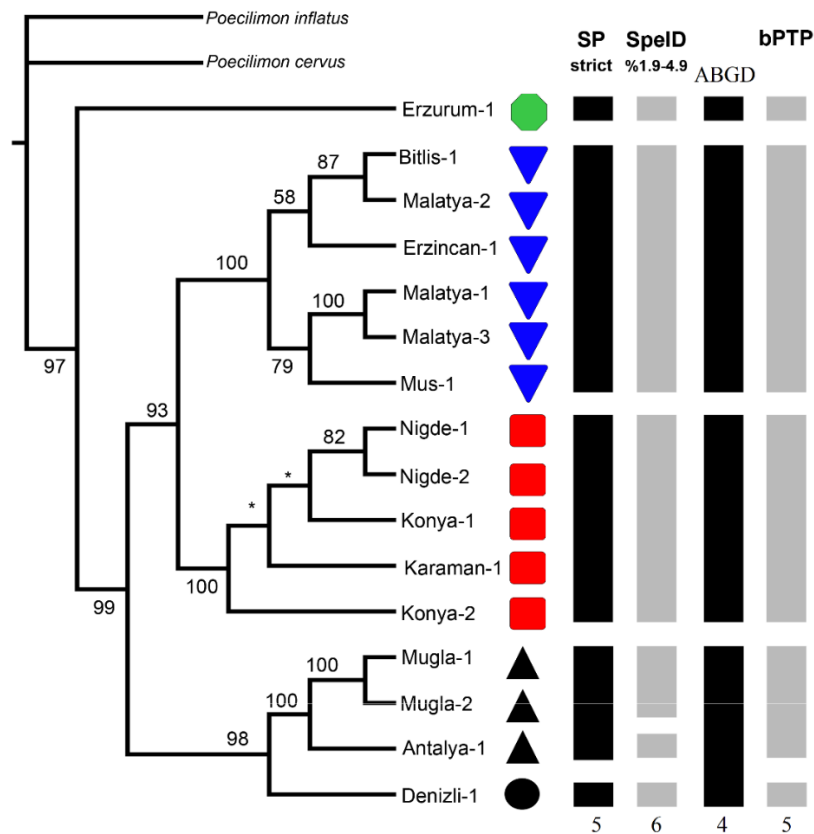 Poecilimon inflatus
Poecilimon cervus
SP
strict
SpeID
%1.9-4.9
ABGD
bPTP
Erzurum-1
Bitlis-1
87
Malatya-2
58
Erzincan-1
100
Malatya-1
100
Malatya-3
79
Mus-1
97
93
Nigde-1
82
Nigde-2
*
Konya-1
*
Karaman-1
100
Konya-2
99
Mugla-1
100
Mugla-2
100
Antalya-1
98
Denizli-1
5 6 4 5